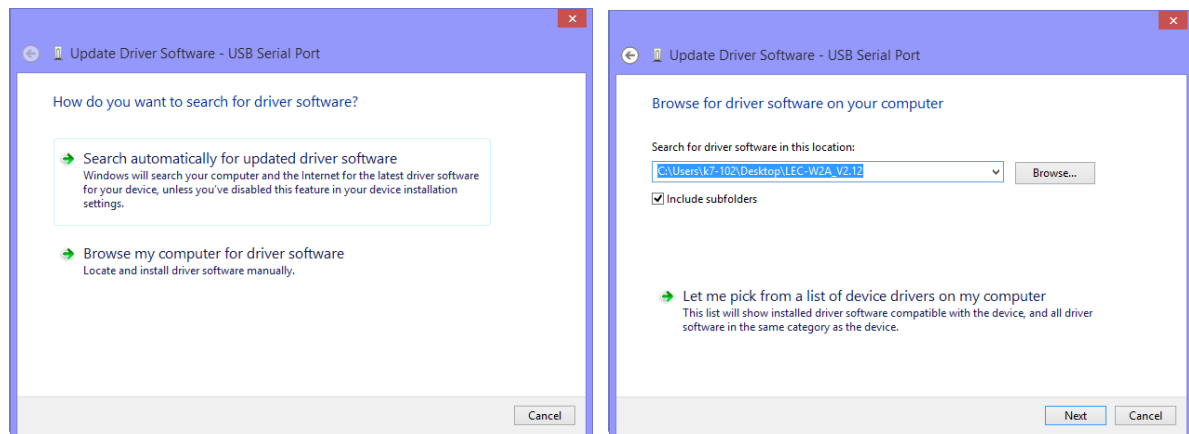 Update Driver Software - USB Serial Port
How do you want to search for driver software?
Search automatically for updated driver software
Windows will search your computer and the Internet for the latest driver software
for your device, unless you've disabled this feature in your device installation
settings.
Browse my computer for driver software
Locate and install driver software manually.
Cancel
Update Driver Software - USB Serial Port
Browse for driver software on your computer
Search for driver software in this location:
C:\Users\k7-102\Desktop\LEC-W2A_V2.12
Browse...
Include subfolders
Let me pick from a list of device drivers on my computer
This list will show installed driver software compatible with the device, and all driver
software in the same category as the device.
Next
Cancel